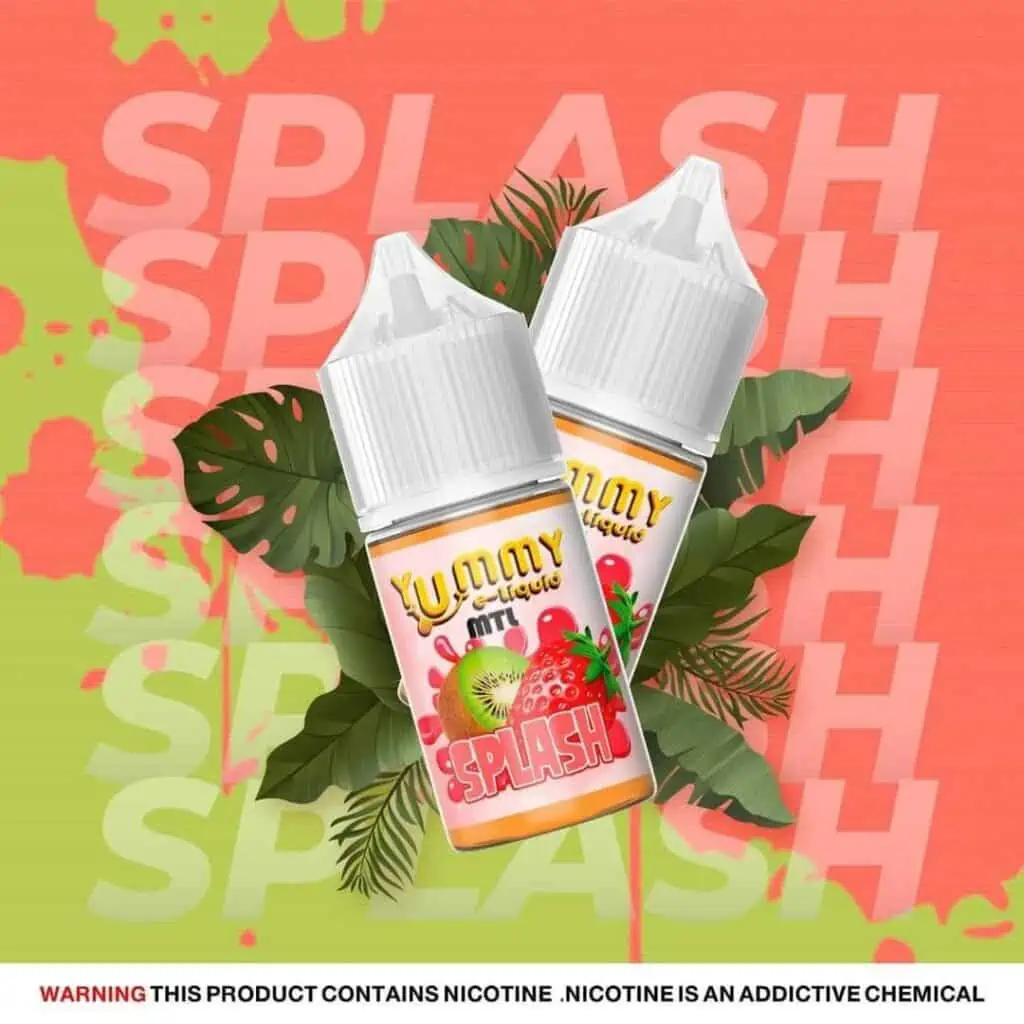 SPLASH
SPLASH
SPLASH
SPLASH
SPLASH
SPLASH
YUMMY
e-Liquid
MTL
SPLASH
MMY
Liquid
WARNING THIS PRODUCT CONTAINS NICOTINE .NICOTINE IS AN ADDICTIVE CHEMICAL